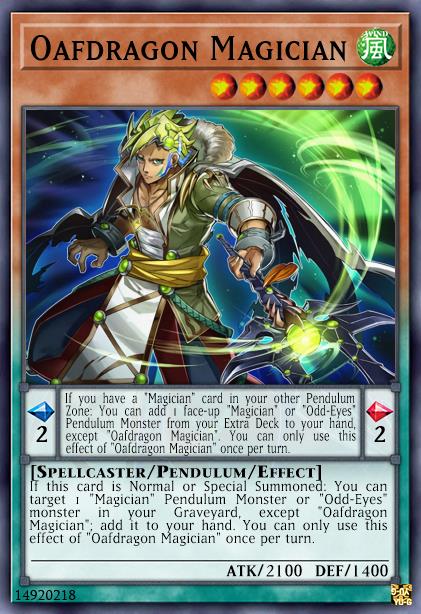 OAFDRAGON MAGICIAN
WIND
風
If you have a "Magician" card in your other Pendulum
Zone: You can add 1 face-up "Magician" or "Odd-Eyes"
Pendulum Monster from your Extra Deck to your hand,
except "Oafdragon Magician". You can only use this
effect of "Oafdragon Magician" once per turn.
2
2
[SPELLCASTER/PENDULUM/EFFECT]
If this card is Normal or Special Summoned: You can
target 1 "Magician" Pendulum Monster or "Odd-Eyes"
monster in your Graveyard, except "Oafdragon
Magician"; add it to your hand. You can only use this
effect of "Oafdragon Magician" once per turn.
ATK/2100 DEF/1400
14920218